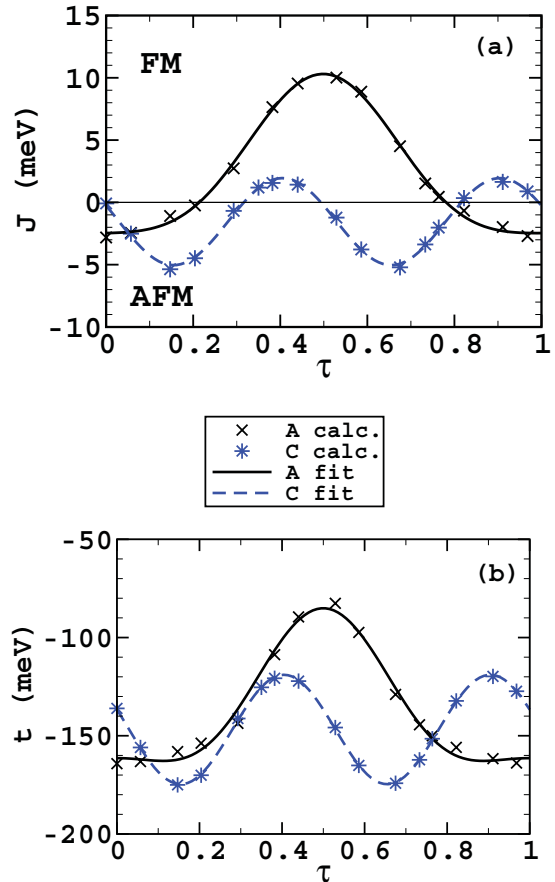 15
FM
(a)
10
5
J (meV)
0
-5
AFM
-10
0 0.2 0.4 0.6 0.8 1
τ
A calc.
C calc.
A fit
C fit
-50
(b)
-100
t (meV)
-150
-200
0 0.2 0.4 0.6 0.8 1
τ